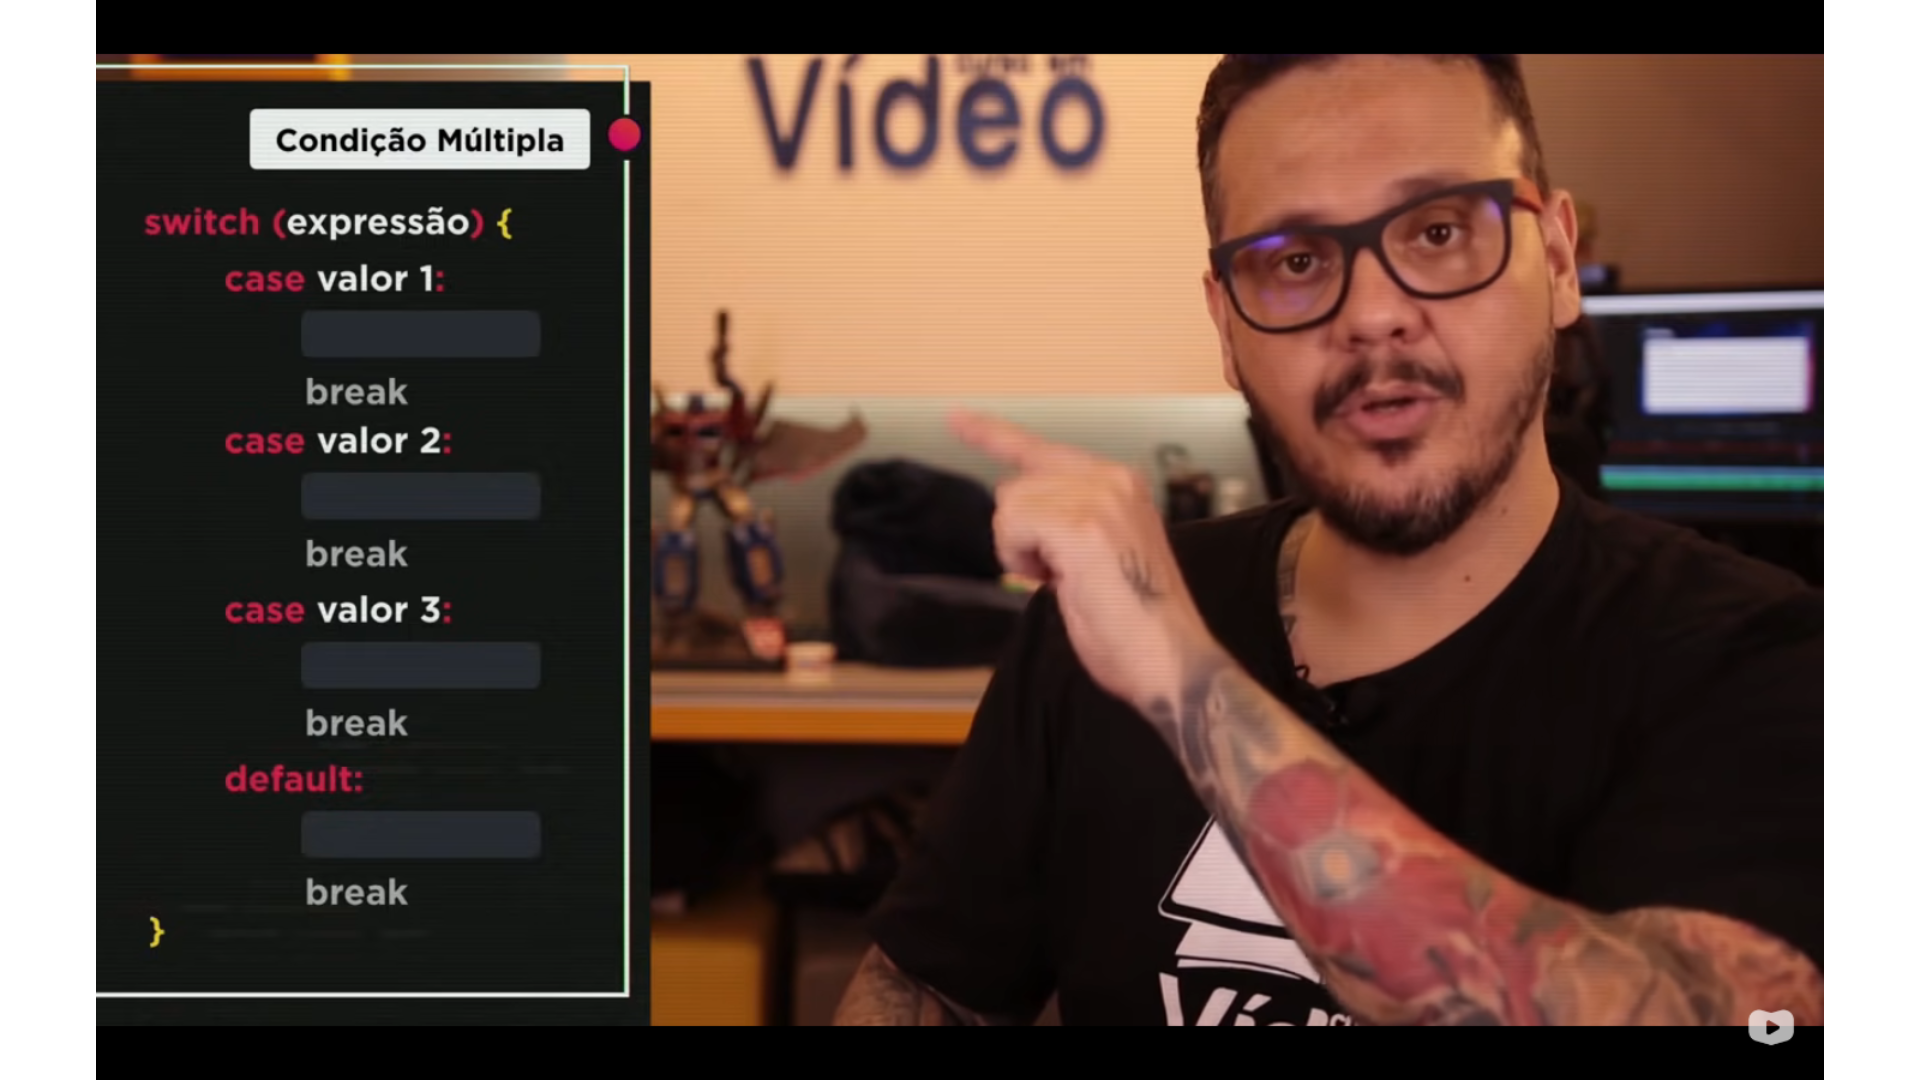 Condição Múltipla
switch (expressão) {
case valor 1:
break
case valor 2:
break
case valor 3:
break
default:
break
}
Vídeo